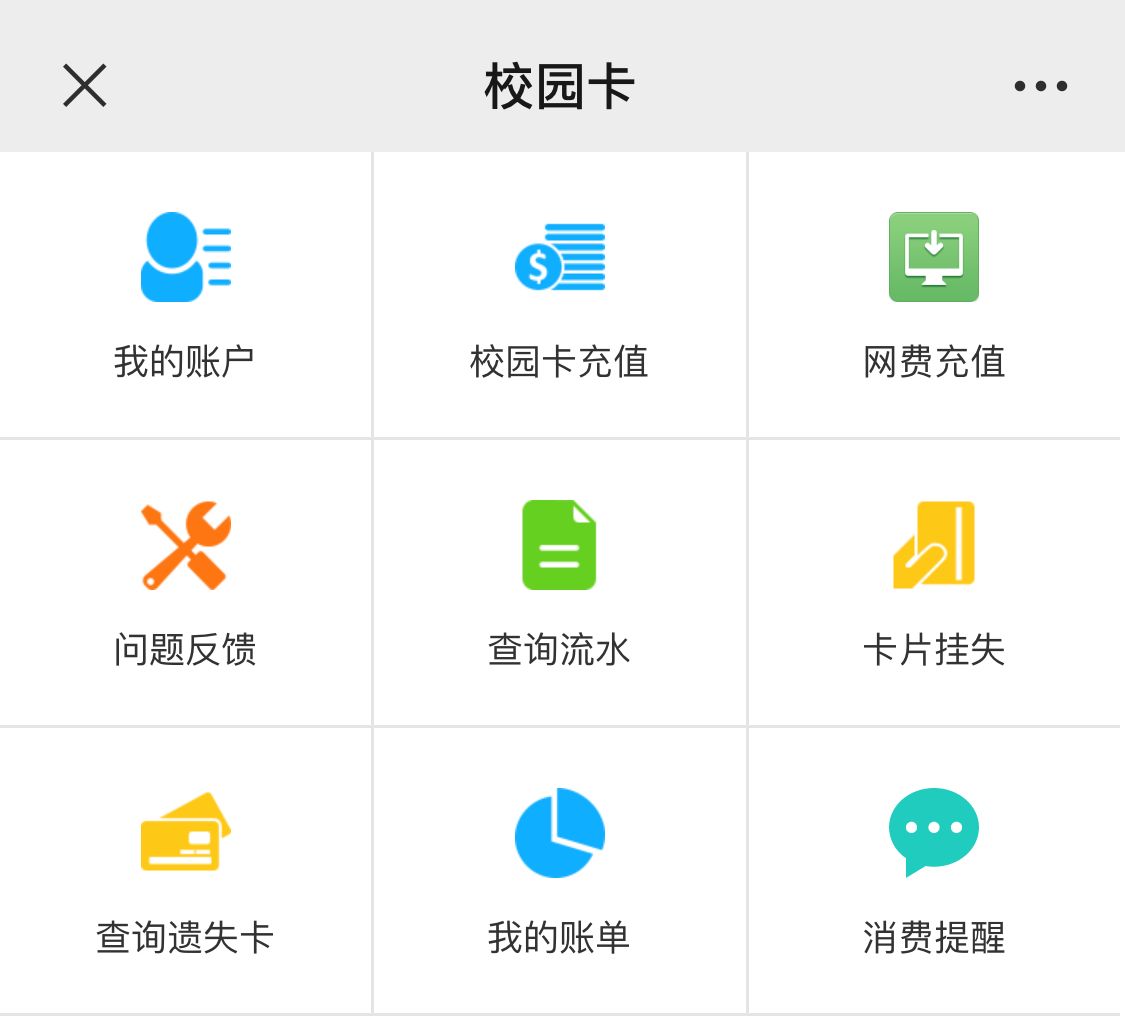 校园卡
我的账户
校园卡充值
网费充值
问题反馈
查询流水
卡片挂失
查询遗失卡
我的账单
消费提醒